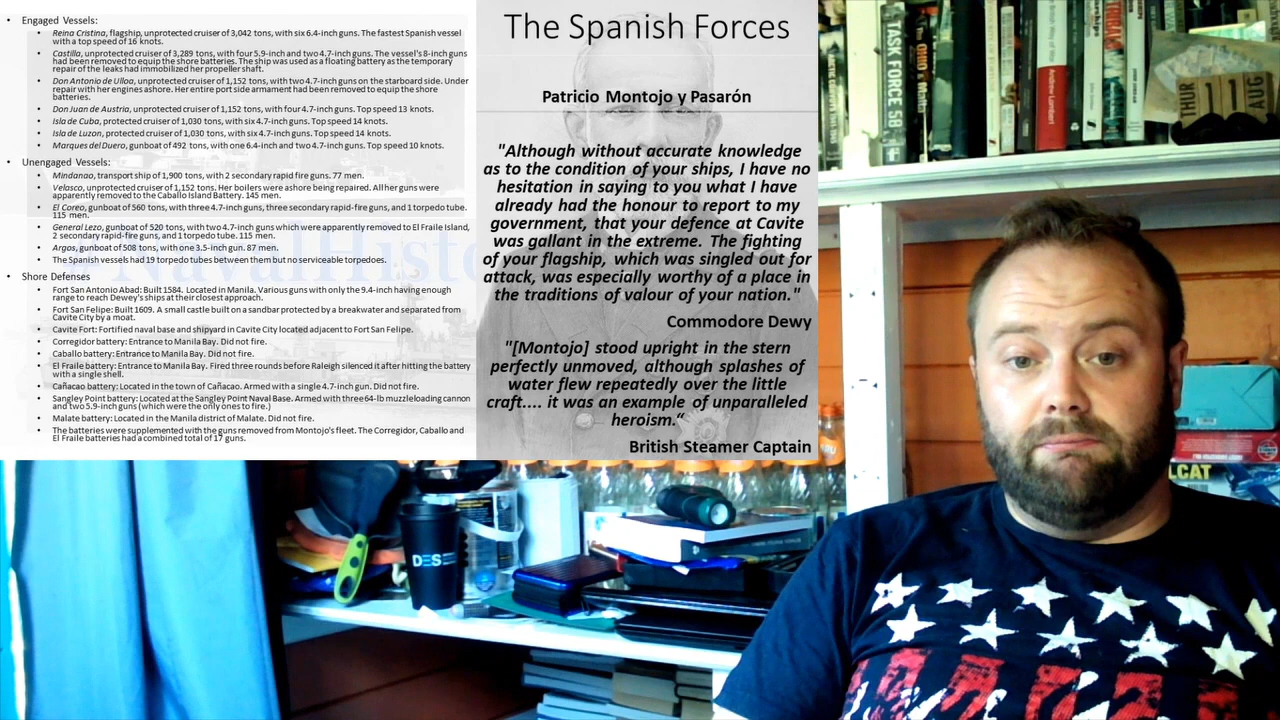 Engaged Vessels:
Reina Cristina, flagship, unprotected cruiser of 3,042 tons, with six 6.4-inch guns. The fastest Spanish vessel
with a top speed of 16 knots.
Castilla, unprotected cruiser of 3,289 tons, with four 5.9-inch and two 4.7-inch guns. The vessel's 8-inch guns
had been removed to equip the shore batteries. The ship was used as a floating battery as the temporary
repair of the leaks had immobilized her propeller shaft.
Don Antonio de Ulloa, unprotected cruiser of 1,152 tons, with two 4.7-inch guns on the starboard side. Under
repair with her engines ashore. Her entire port side armament had been removed to equip the shore
batteries.
Don Juan de Austria, unprotected cruiser of 1,152 tons, with four 4.7-inch guns. Top speed 13 knots.
Isla de Cuba, protected cruiser of 1,030 tons, with six 4.7-inch guns. Top speed 14 knots.
Isla de Luzon, protected cruiser of 1,030 tons, with six 4.7-inch guns. Top speed 14 knots.
Marques del Duero, gunboat of 492 tons, with one 6.4-inch and two 4.7-inch guns. Top speed 10 knots.
Unengaged Vessels:
Mindanao, transport ship of 1,900 tons, with 2 secondary rapid fire guns. 77 men.
Velasco, unprotected cruiser of 1,152 tons. Her boilers were ashore being repaired. All her guns were
apparently removed to the Caballo Island Battery. 145 men.
El Coreo, gunboat of 560 tons, with three 4.7-inch guns, three secondary rapid-fire guns, and 1 torpedo tube.
115 men.
General Lezo, gunboat of 520 tons, with two 4.7-inch guns which were apparently removed to El Fraile Island,
2 secondary rapid-fire guns, and 1 torpedo tube. 115 men.
Argos, gunboat of 508 tons, with one 3.5-inch gun. 87 men.
The Spanish vessels had 19 torpedo tubes between them but no serviceable torpedoes.
Shore Defenses
Fort San Antonio Abad: Built 1584. Located in Manila. Various guns with only the 9.4-inch having enough
range to reach Dewey's ships at their closest approach.
Fort San Felipe: Built 1609. A small castle built on a sandbar protected by a breakwater and separated from
Cavite City by a moat.
Cavite Fort: Fortified naval base and shipyard in Cavite City located adjacent to Fort San Felipe.
Corregidor battery: Entrance to Manila Bay. Did not fire.
Caballo battery: Entrance to Manila Bay. Did not fire.
El Fraile battery: Entrance to Manila Bay. Fired three rounds before Raleigh silenced it after hitting the battery
with a single shell.
Cañacao battery: Located in the town of Cañacao. Armed with a single 4.7-inch gun. Did not fire.
Sangley Point battery: Located at the Sangley Point Naval Base. Armed with three 64-lb muzzleloading cannon
and two 5.9-inch guns (which were the only ones to fire.)
Malate battery: Located in the Manila district of Malate. Did not fire.
The batteries were supplemented with the guns removed from Montojo's fleet. The Corregidor, Caballo and
El Fraile batteries had a combined total of 17 guns.
The Spanish Forces
Patricio Montojo y Pasarón
"Although without accurate knowledge
as to the condition of your ships, I have no
hesitation in saying to you what I have
already had the honour to report to my
government, that your defence at Cavite
was gallant in the extreme. The fighting
of your flagship, which was singled out for
attack, was especially worthy of a place in
the traditions of valour of your nation."
Commodore Dewy
"[Montojo] stood upright in the stern
perfectly unmoved, although splashes of
water flew repeatedly over the little
craft.... it was an example of unparalleled
heroism.“
British Steamer Captain
TASK FORCE 58
Andrew Lambert
THUR 11 AUG
DES